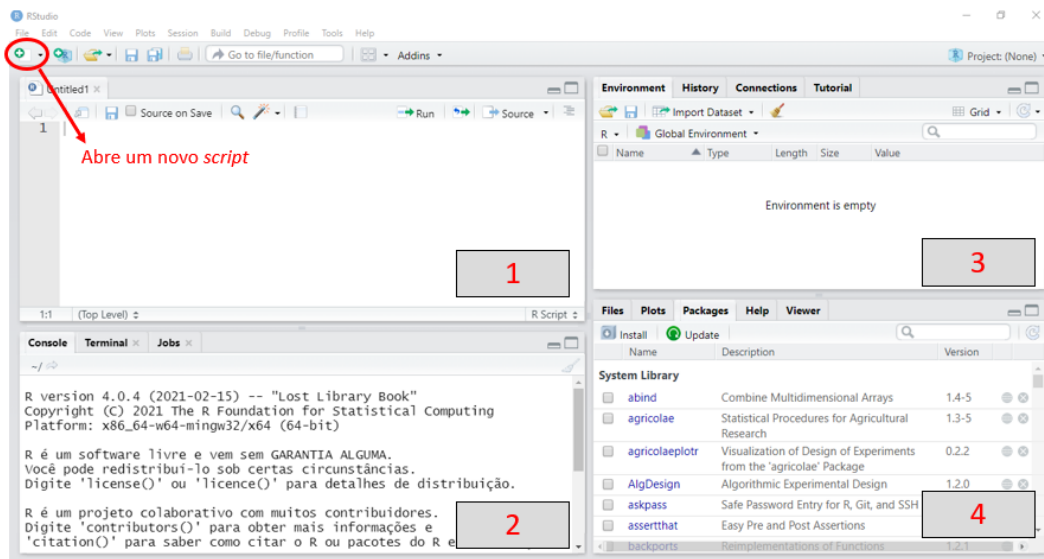 RStudio
File Edit Code View Plots Session Build Debug Profile Tools Help
Go to file/function
Addins
Project: (None)
Untitled1
Source on Save
Run
Source
1
Abre um novo script
1
1:1 (Top Level)
R Script
Console Terminal Jobs
~/
R version 4.0.4 (2021-02-15) -- "Lost Library Book"
Copyright (C) 2021 The R Foundation for Statistical Computing
Platform: x86_64-w64-mingw32/x64 (64-bit)
R é um software livre e vem sem GARANTIA ALGUMA.
Você pode redistribuí-lo sob certas circunstâncias.
Digite 'license()' ou 'licence()' para detalhes de distribuição.
R é um projeto colaborativo com muitos contribuidores.
Digite 'contributors()' para obter mais informações e
'citation()' para saber como citar o R ou pacotes do R e
2
Environment History Connections Tutorial
Import Dataset
Grid
R Global Environment
Name Type Length Size Value
Environment is empty
3
Files Plots Packages Help Viewer
Install Update
Name Description Version
System Library
abind Combine Multidimensional Arrays 1.4-5
agricolae Statistical Procedures for Agricultural 1.3-5
Research
agricolaeplotr Visualization of Design of Experiments 0.2.2
from the 'agricolae' Package
AlgDesign Algorithmic Experimental Design 1.2.0
askpass Safe Password Entry for R, Git, and SSH
assertthat Easy Pre and Post Assertions
backports Reimplementations of Functions 1.2.1
4